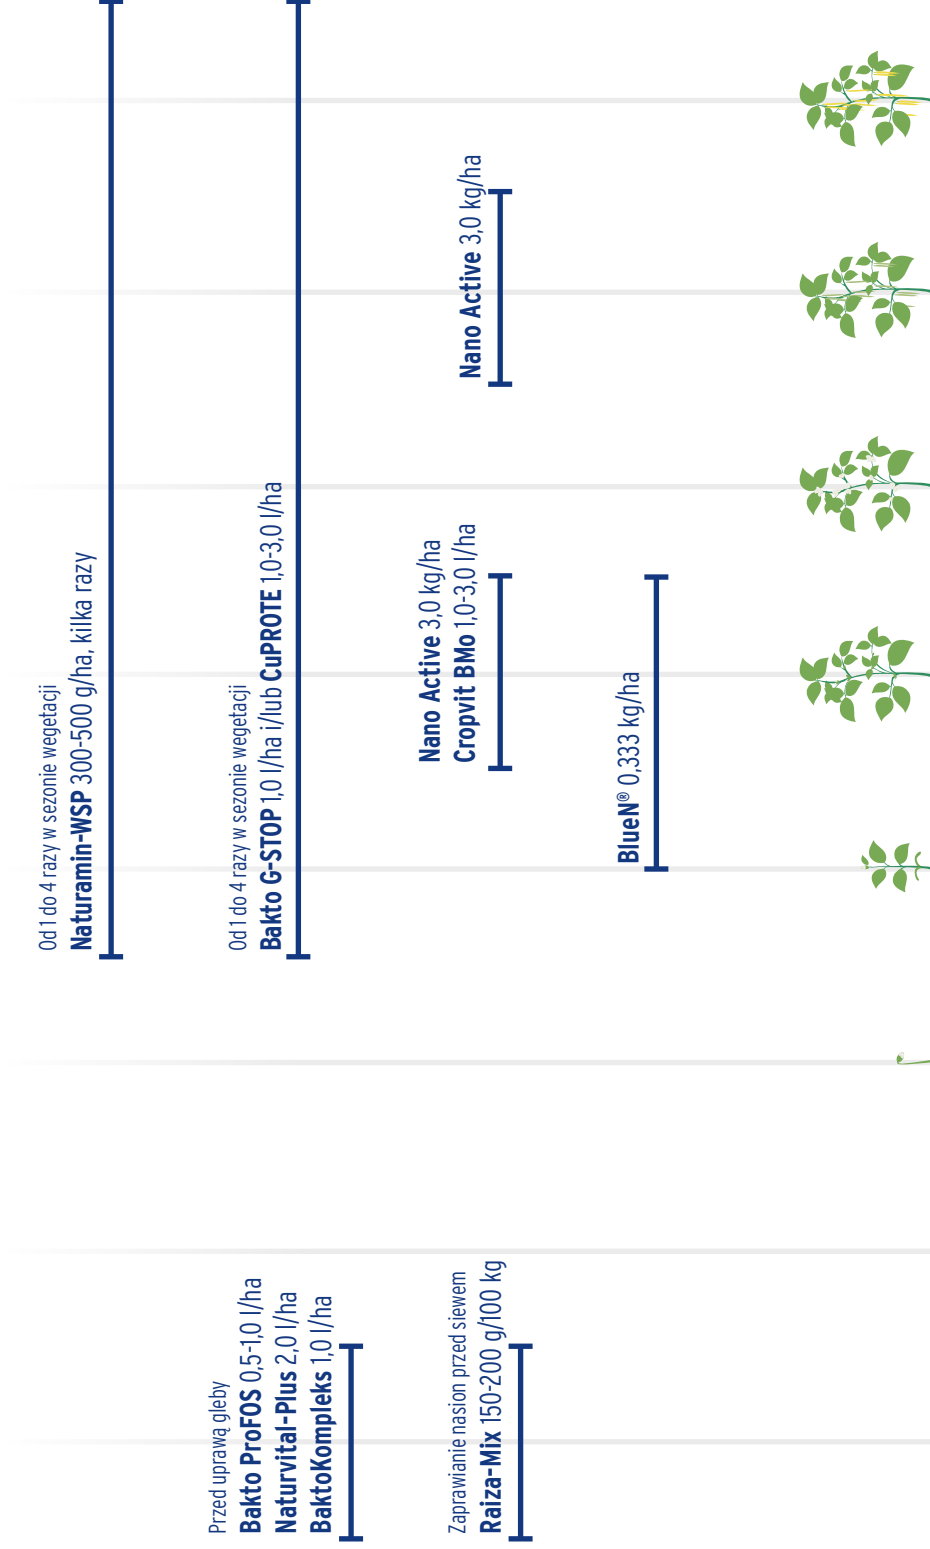 Od 1 do 4 razy w sezonie wegetacji
Naturamin-WSP 300-500 g/ha, kilka razy
Przed uprawą gleby
Bakto ProFOS 0,5-1,0 l/ha
Naturvital-Plus 2,0 l/ha
BaktoKompleks 1,0 l/ha
Od 1 do 4 razy w sezonie wegetacji
Bakto G-STOP 1,0 l/ha i/lub CuPROTE 1,0-3,0 l/ha
Zaprawianie nasion przed siewem
Raiza-Mix 150-200 g/100 kg
Nano Active 3,0 kg/ha
Cropvit BMo 1,0-3,0 l/ha
Nano Active 3,0 kg/ha
BlueN® 0,333 kg/ha